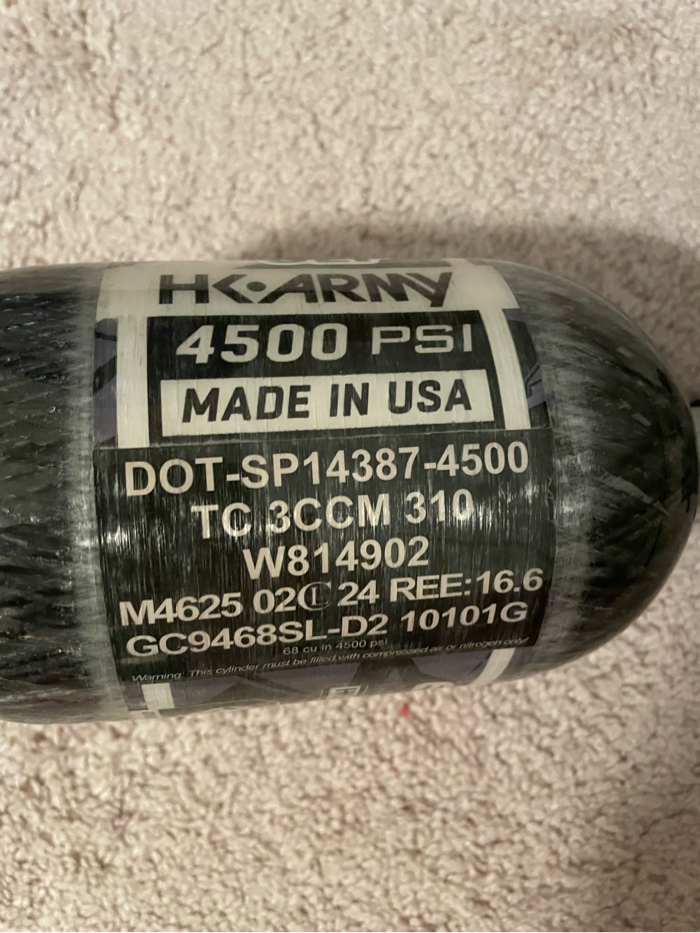 HK ARMY
4500 PSI
MADE IN USA
DOT-SP14387-4500
TC 3CCM 310
W814902
M4625 02 24 REE:16.6
GC9468SL-D2 10101G
68 cu in 4500 psi
Warning: This cylinder must be filled with compressed air or nitrogen only!